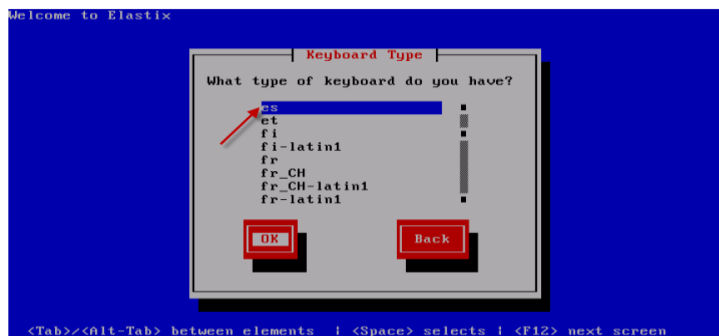 Welcome to Elastix
Keyboard Type
What type of keyboard do you have?
es
et
fi
fi-latin1
fr
fr_CH
fr_CH-latin1
fr-latin1
OK
Back
<Tab>/<Alt-Tab> between elements | <Space> selects | <F12> next screen